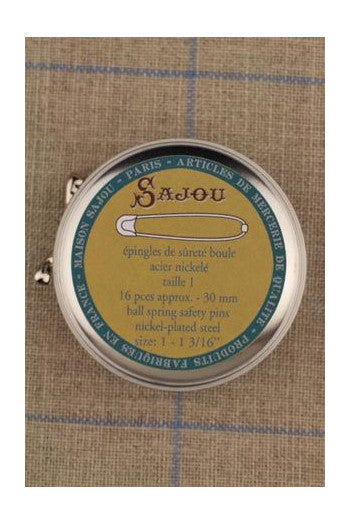 MAISON SAJOU - PARIS - ARTICLES DE MERCERIE DE QUALITÉ - PRODUITS FABRIQUÉS EN FRANCE -
SAJOU
épingles de sûreté boule
acier nickelé
taille 1
16 pces approx. - 30 mm
ball spring safety pins
nickel-plated steel
size: 1 - 1 3/16"